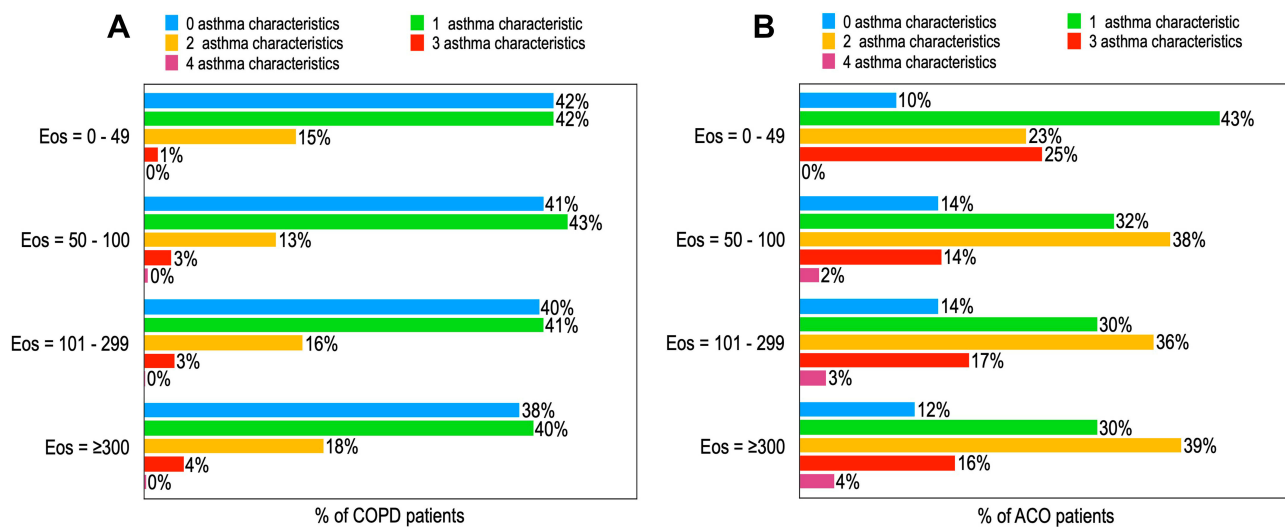 A
0 asthma characteristics
1 asthma characteristic
2 asthma characteristics
3 asthma characteristics
4 asthma characteristics
Eos = 0 - 49
42%
42%
15%
1%
0%
Eos = 50 - 100
41%
43%
13%
3%
0%
Eos = 101 - 299
40%
41%
16%
3%
0%
Eos = ≥300
38%
40%
18%
4%
0%
% of COPD patients
B
0 asthma characteristics
1 asthma characteristic
2 asthma characteristics
3 asthma characteristics
4 asthma characteristics
Eos = 0 - 49
10%
43%
23%
25%
0%
Eos = 50 - 100
14%
32%
38%
14%
2%
Eos = 101 - 299
14%
30%
36%
17%
3%
Eos = ≥300
12%
30%
39%
16%
4%
% of ACO patients